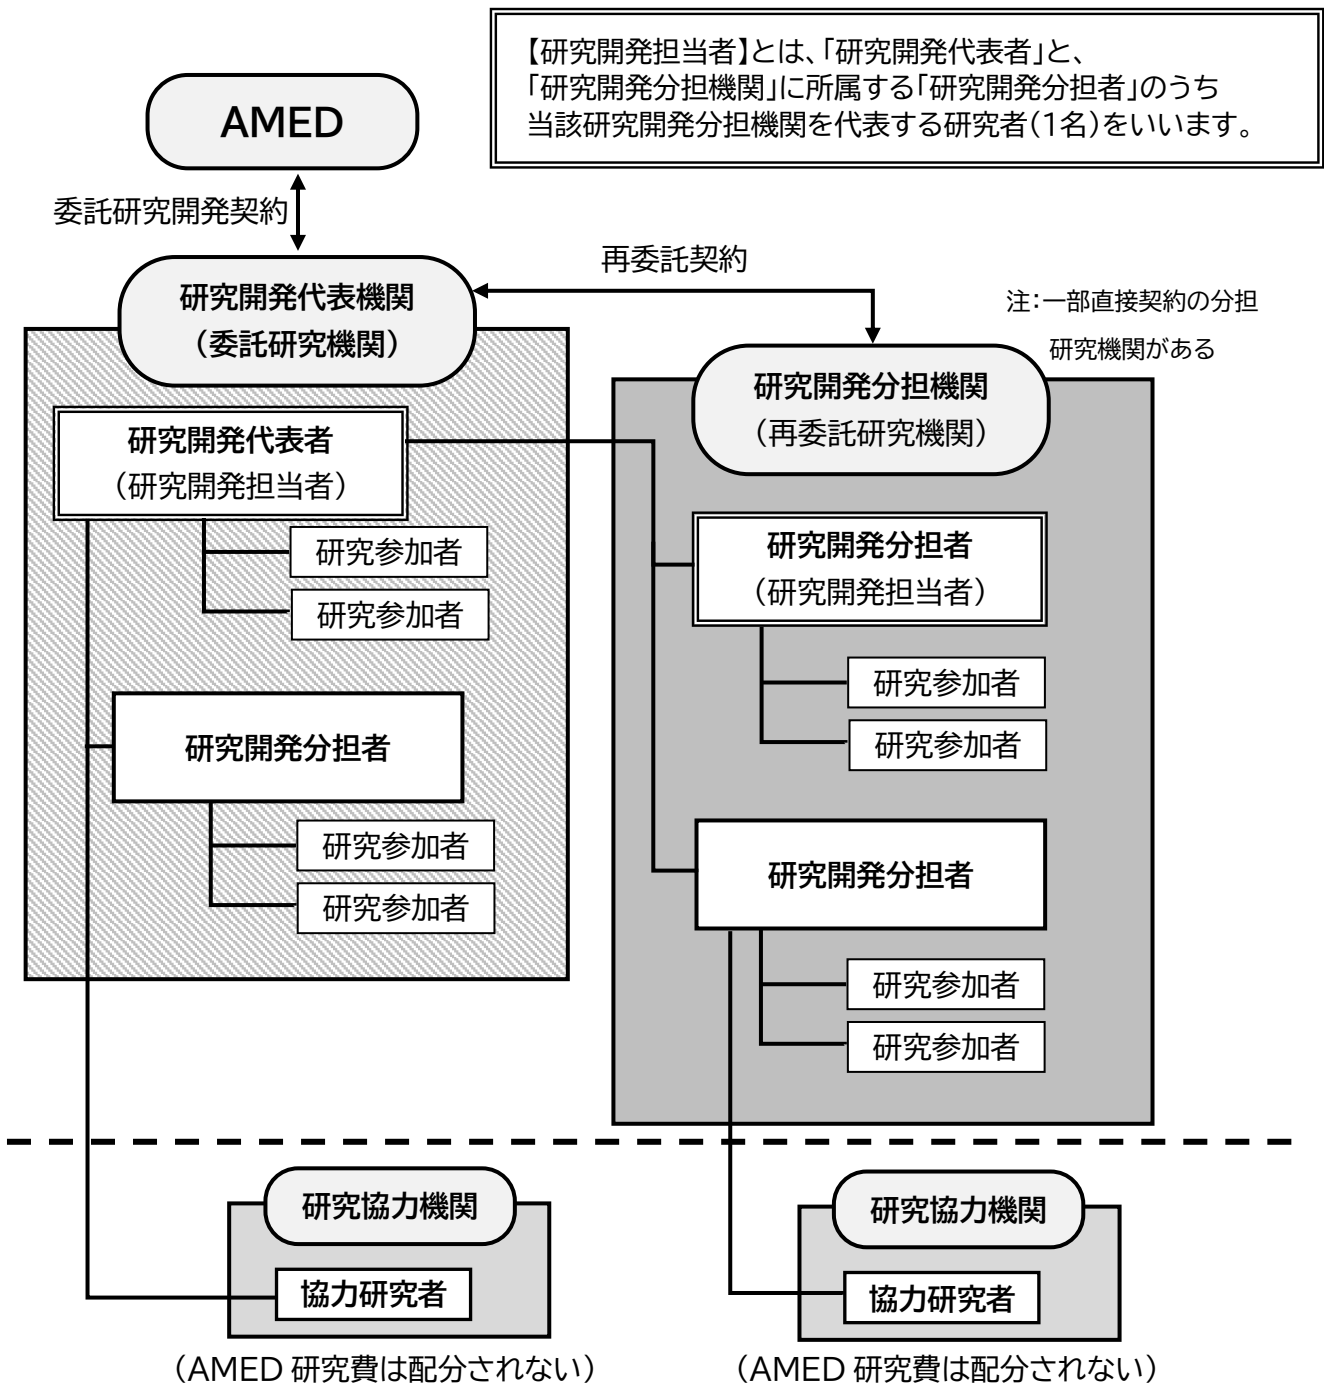 【研究開発担当者】とは、「研究開発代表者」と、
「研究開発分担機関」に所属する「研究開発分担者」のうち
当該研究開発分担機関を代表する研究者（1名）をいいます。
AMED
委託研究開発契約
再委託契約
研究開発代表機関
（委託研究機関）
注：一部直接契約の分担
研究機関がある
研究開発分担機関
（再委託研究機関）
研究開発代表者
（研究開発担当者）
研究参加者
研究参加者
研究開発分担者
研究参加者
研究参加者
研究開発分担者
（研究開発担当者）
研究参加者
研究参加者
研究開発分担者
研究参加者
研究参加者
研究協力機関
協力研究者
（AMED 研究費は配分されない）
研究協力機関
協力研究者
（AMED 研究費は配分されない）